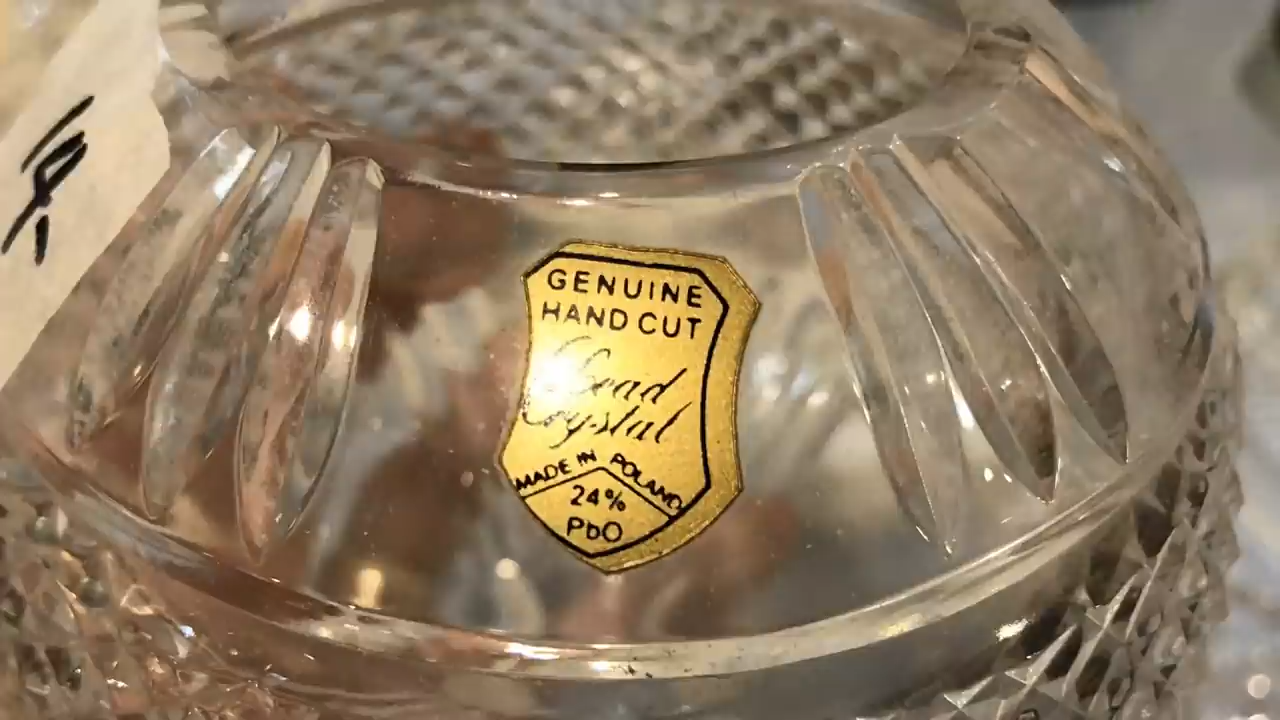 GENUINE
HAND CUT
Lead
Crystal
MADE IN POLAND
24%
PbO